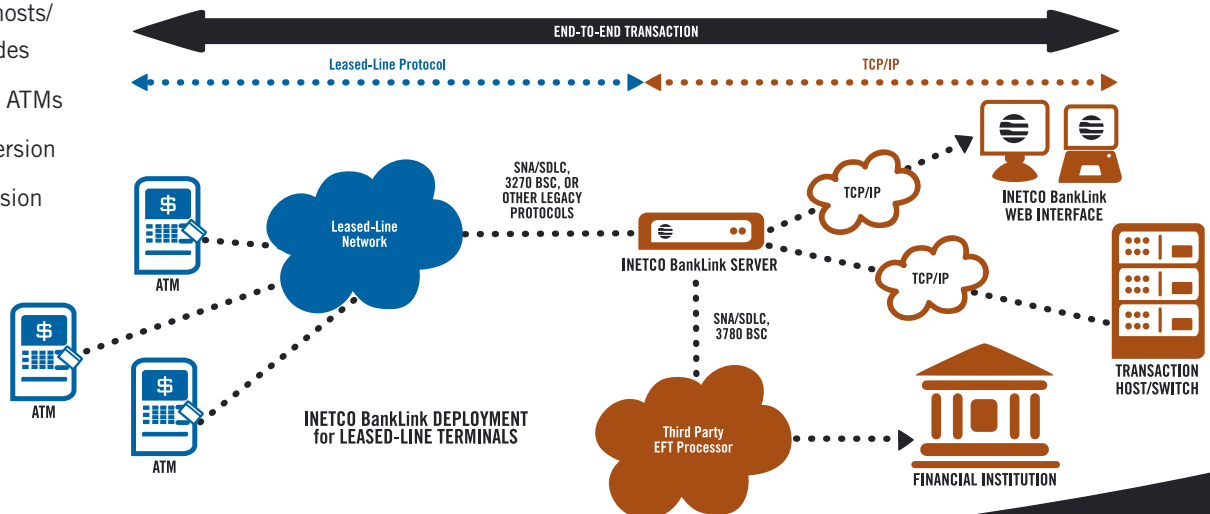 hosts/
des
ATMs
ersion
sion
END-TO-END TRANSACTION
Leased-Line Protocol
TCP/IP
SNA/SDLC,
3270 BSC, OR
OTHER LEGACY
PROTOCOLS
Leased-Line
Network
ATM
ATM
ATM
INETCO BankLink SERVER
TCP/IP
INETCO BankLink
WEB INTERFACE
TCP/IP
TRANSACTION
HOST/SWITCH
SNA/SDLC,
3780 BSC
Third Party
EFT Processor
FINANCIAL INSTITUTION
INETCO BankLink DEPLOYMENT
for LEASED-LINE TERMINALS
$
$
$